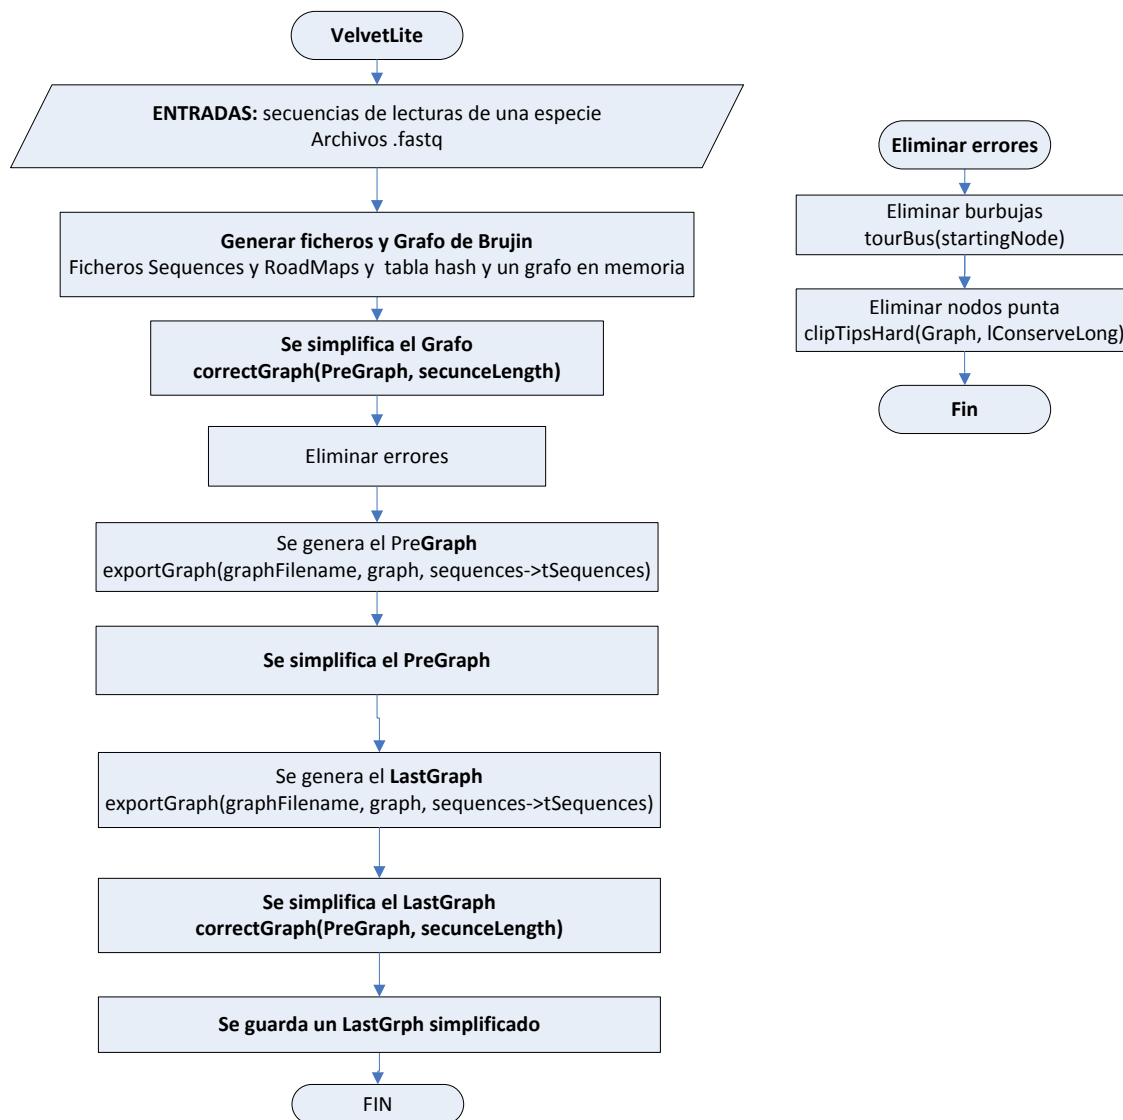 VelvetLite
ENTRADAS: secuencias de lecturas de una especie
Archivos .fastq
Generar ficheros y Grafo de Brujin
Ficheros Sequences y RoadMaps y tabla hash y un grafo en memoria
Se simplifica el Grafo
correctGraph(PreGraph, secunceLength)
Eliminar errores
Se genera el PreGraph
exportGraph(graphFilename, graph, sequences->tSequences)
Se simplifica el PreGraph
Se genera el LastGraph
exportGraph(graphFilename, graph, sequences->tSequences)
Se simplifica el LastGraph
correctGraph(PreGraph, secunceLength)
Se guarda un LastGrph simplificado
FIN
Eliminar errores
Eliminar burbujas
tourBus(startingNode)
Eliminar nodos punta
clipTipsHard(Graph, lConserveLong)
Fin